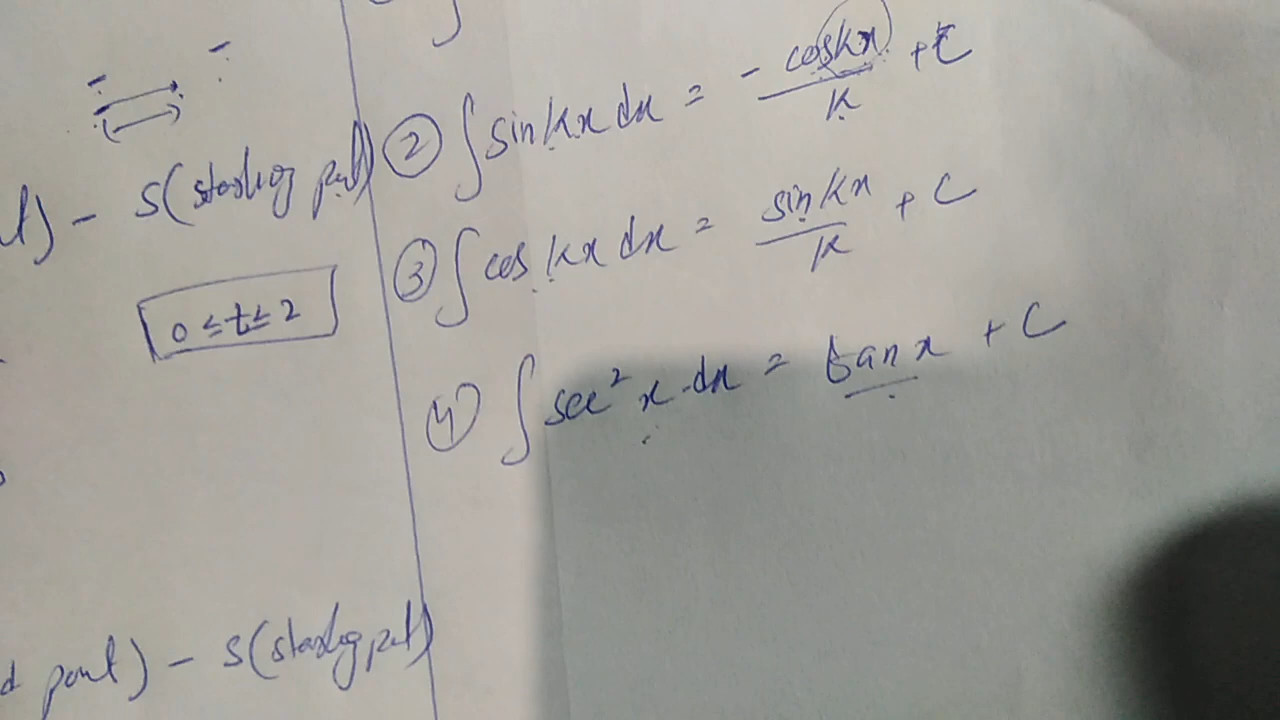 t) - S(starting point)
0 ≤ t ≤ 2
d point) - S(starting point)
② ∫ sin kx dx = - cos kx / k + C
③ ∫ cos kx dx = sin kx / k + C
④ ∫ sec² x dx = tan x + C